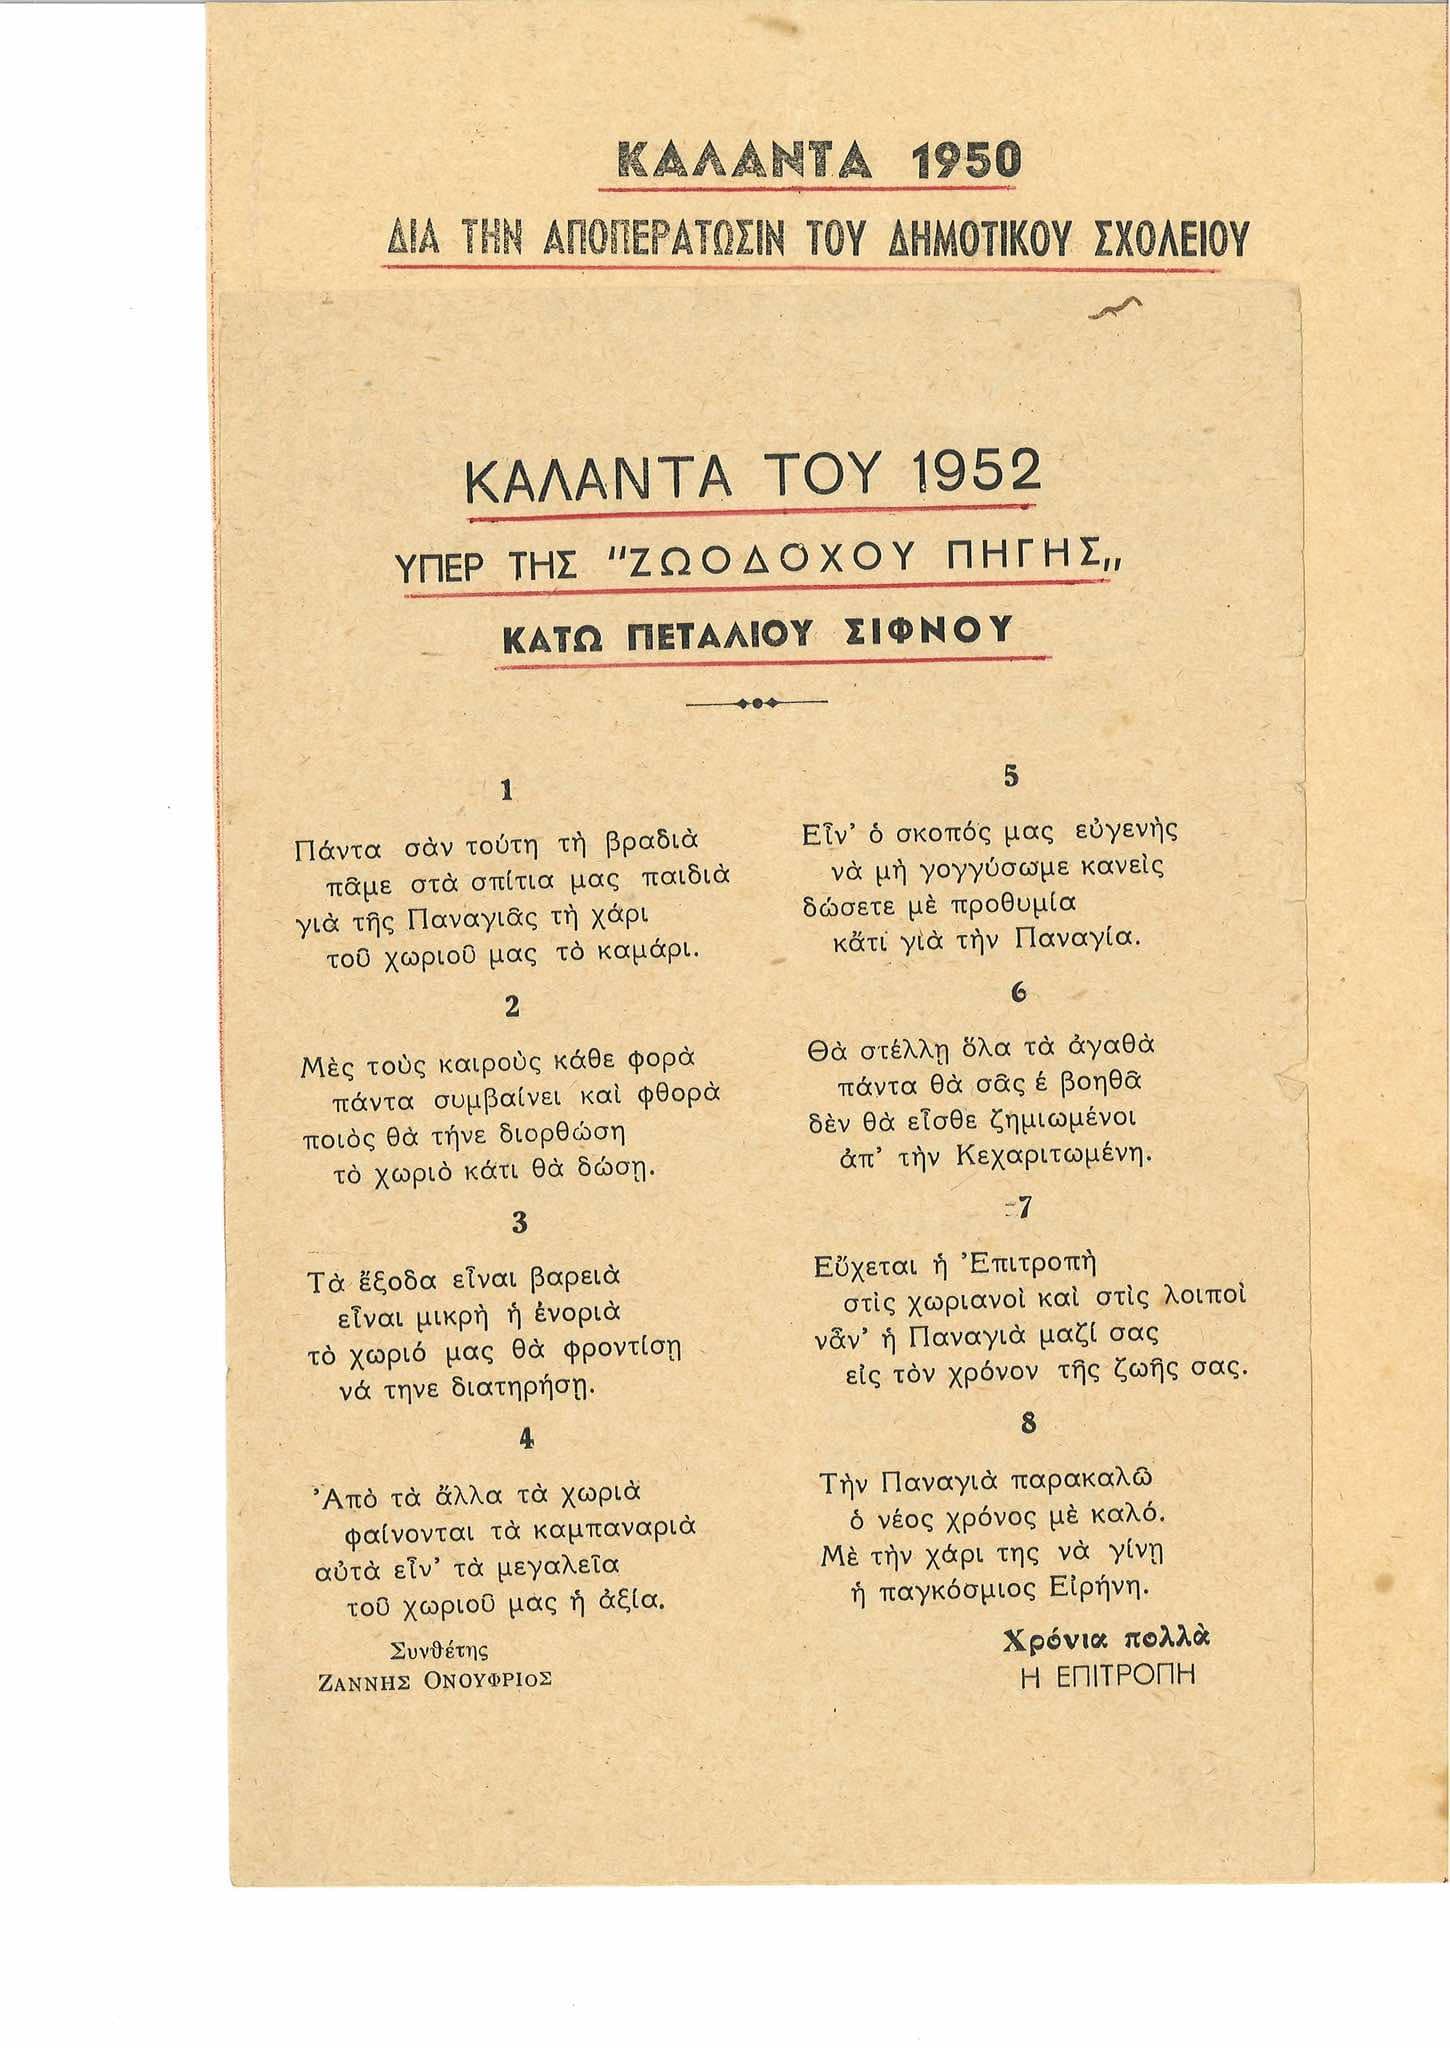 ΚΑΛΑΝΤΑ 1950
ΔΙΑ ΤΗΝ ΑΠΟΠΕΡΑΤΩΣΙΝ ΤΟΥ ΔΗΜΟΤΙΚΟΥ ΣΧΟΛΕΙΟΥ
ΚΑΛΑΝΤΑ ΤΟΥ 1952
ΥΠΕΡ ΤΗΣ "ΖΩΟΔΟΧΟΥ ΠΗΓΗΣ„
ΚΑΤΩ ΠΕΤΑΛΙΟΥ ΣΙΦΝΟΥ
1
Πάντα σὰν τούτη τὴ βραδιὰ
πᾶμε στὰ σπίτια μας παιδιὰ
γιὰ τῆς Παναγιᾶς τὴ χάρι
τοῦ χωριοῦ μας τὸ καμάρι.
2
Μὲς τοὺς καιροὺς κάθε φορὰ
πάντα συμβαίνει καὶ φθορὰ
ποιὸς θὰ τήνε διορθώση
τὸ χωριὸ κάτι θὰ δώσῃ.
3
Τὰ ἔξοδα εἶναι βαρειὰ
εἶναι μικρὴ ἡ ἐνοριὰ
τὸ χωριό μας θὰ φροντίσῃ
νά τηνε διατηρήσῃ.
4
Ἀπὸ τὰ ἄλλα τὰ χωριὰ
φαίνονται τὰ καμπαναριὰ
αὐτὰ εἶν' τὰ μεγαλεῖα
τοῦ χωριοῦ μας ἡ ἀξία.
Συνθέτης
ΖΑΝΝΗΣ ΟΝΟΥΦΡΙΟΣ
5
Εἶν' ὁ σκοπός μας εὐγενὴς
νὰ μὴ γογγύσωμε κανεὶς
δώσετε μὲ προθυμία
κἄτι γιὰ τὴν Παναγία.
6
Θὰ στέλλῃ ὅλα τὰ ἀγαθὰ
πάντα θὰ σᾶς ἐ βοηθᾶ
δὲν θὰ εἶσθε ζημιωμένοι
ἀπ' τὴν Κεχαριτωμένη.
7
Εὔχεται ἡ Ἐπιτροπὴ
στὶς χωριανοὶ καὶ στὶς λοιποὶ
νἆν' ἡ Παναγιὰ μαζί σας
εἰς τὸν χρόνον τῆς ζωῆς σας.
8
Τὴν Παναγιὰ παρακαλῶ
ὁ νέος χρόνος μὲ καλό.
Μὲ τὴν χάρι της νὰ γίνῃ
ἡ παγκόσμιος Εἰρήνη.
Χρόνια πολλὰ
Η ΕΠΙΤΡΟΠΗ